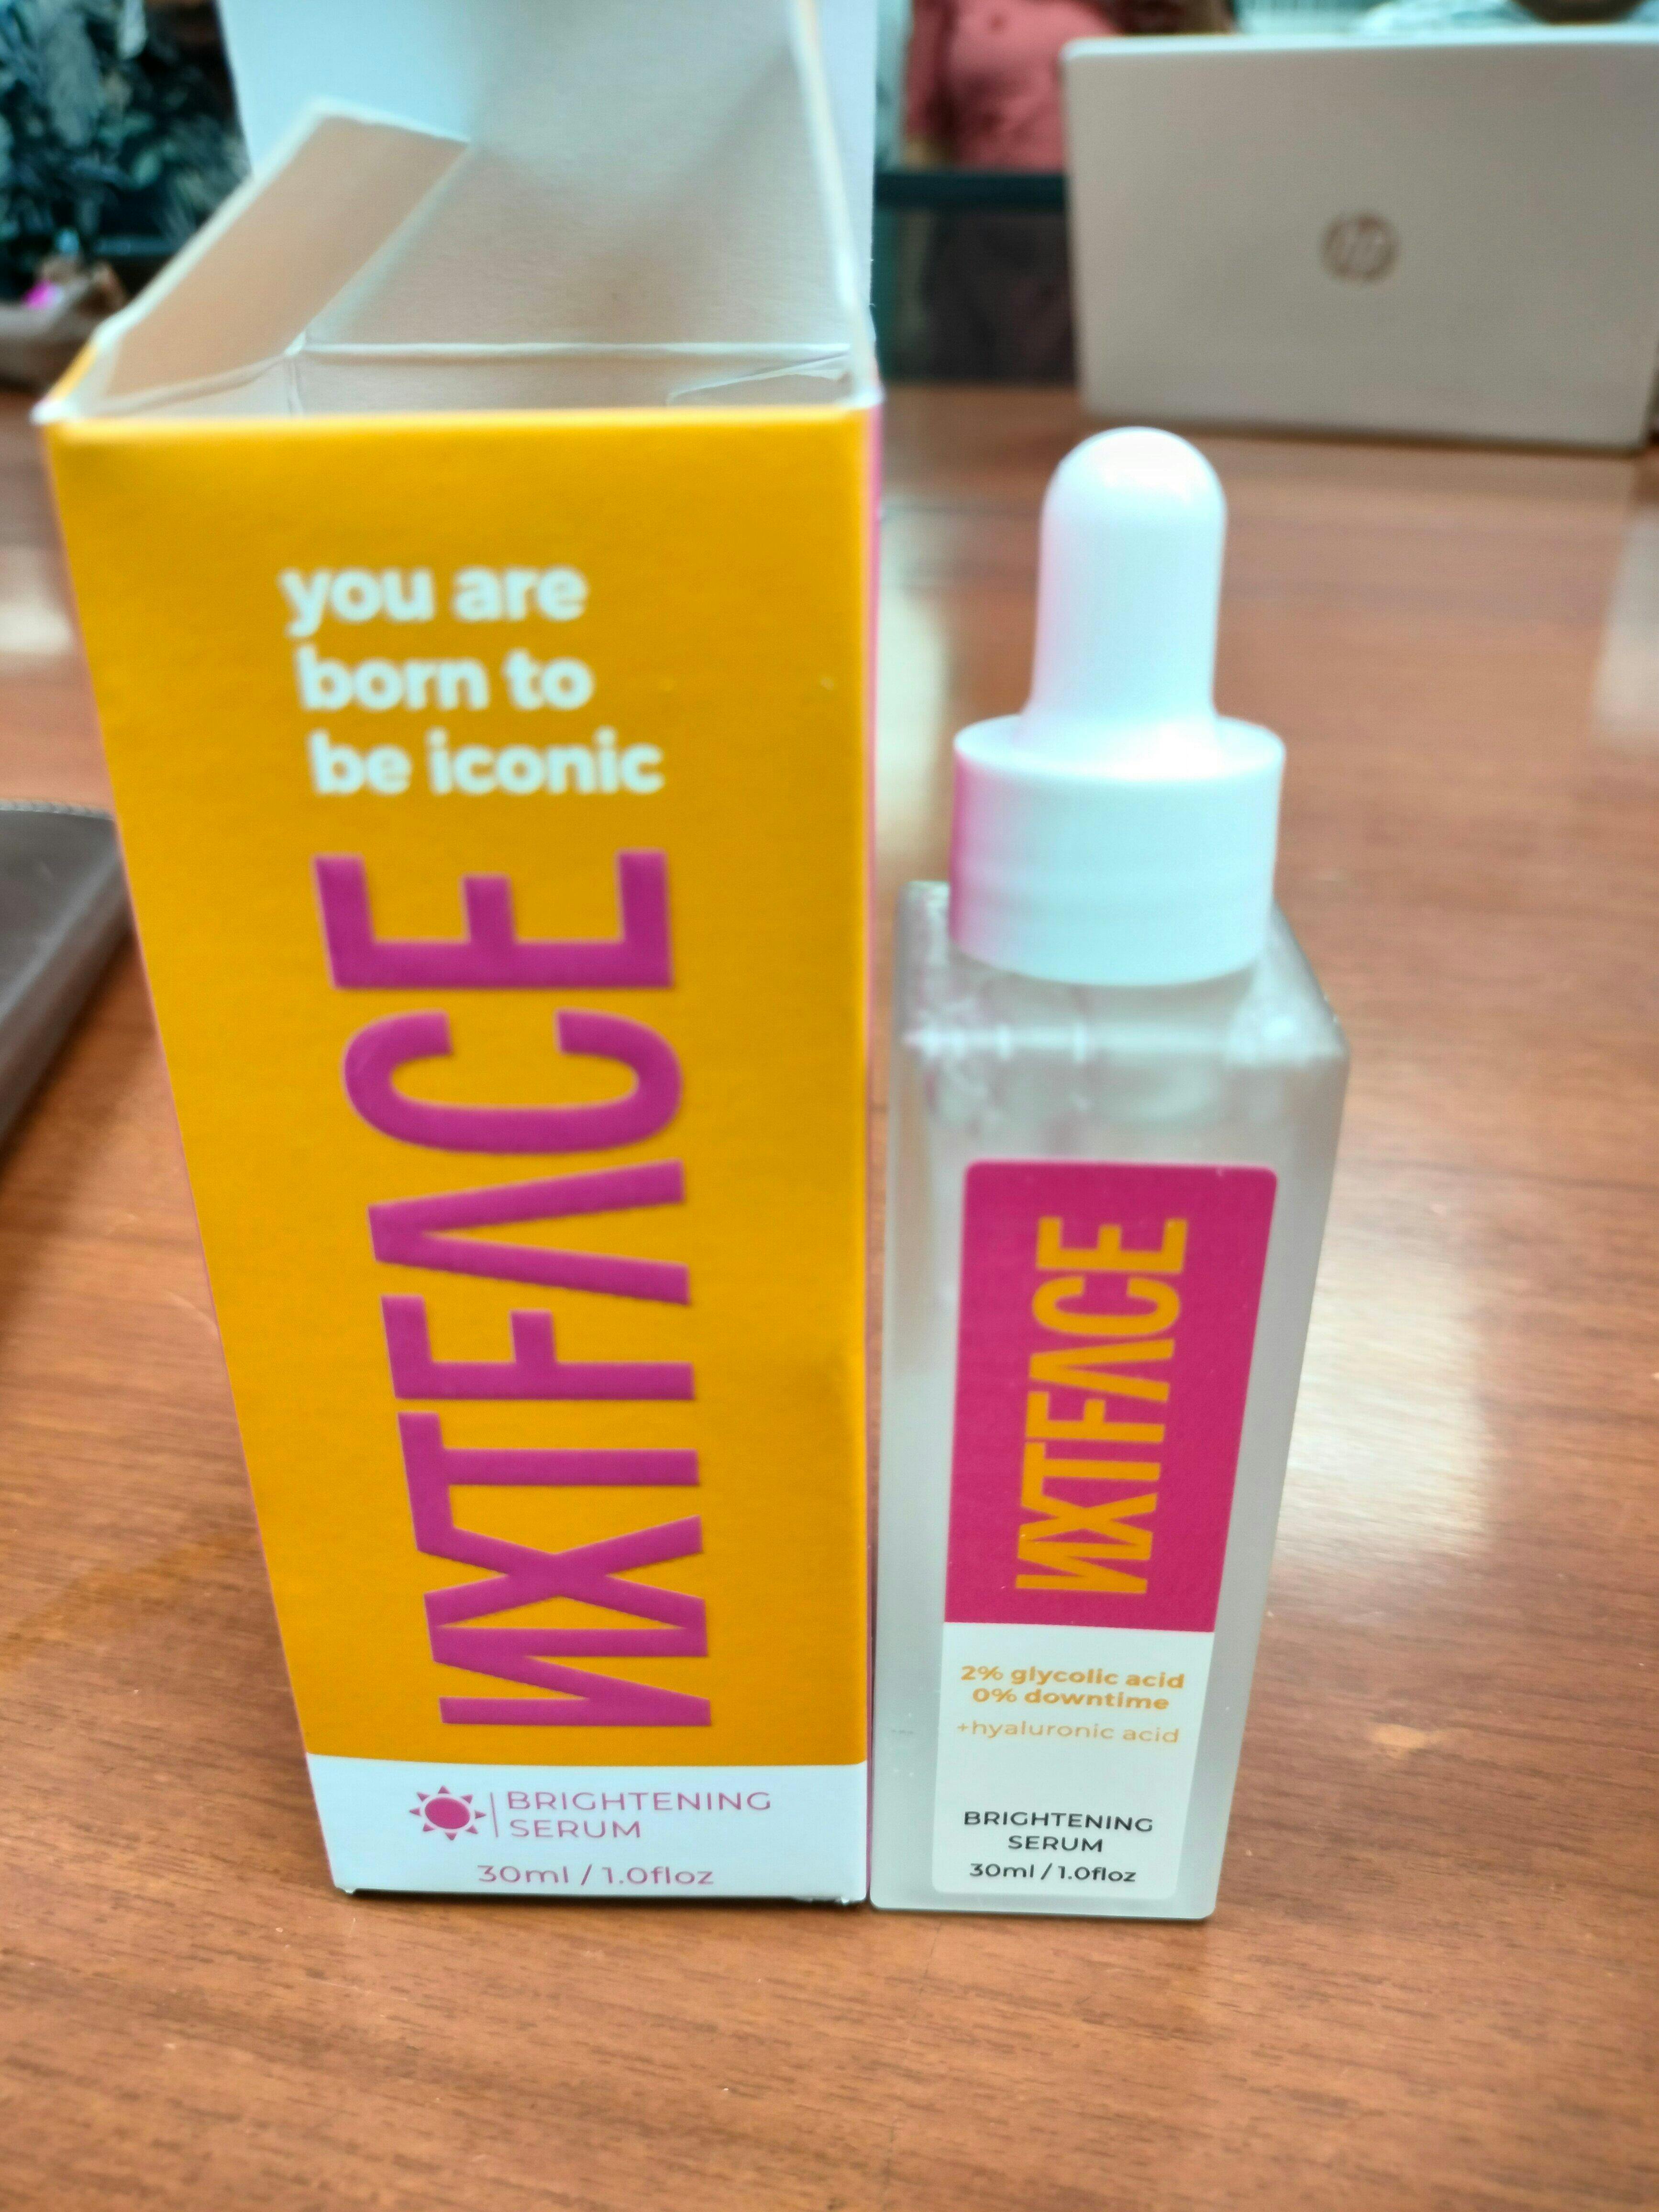 you are
born to
be iconic
NXTFACE
BRIGHTENING
SERUM
30ml / 1.0floz
NXTFACE
2% glycolic acid
0% downtime
+hyaluronic acid
BRIGHTENING
SERUM
30ml / 1.0floz
hp